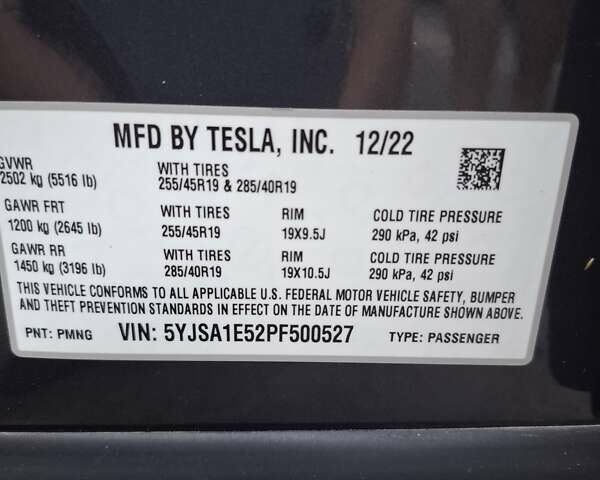 MFD BY TESLA, INC. 12/22
GVWR WITH TIRES
2502 kg (5516 lb) 255/45R19 & 285/40R19
GAWR FRT WITH TIRES RIM COLD TIRE PRESSURE
1200 kg (2645 lb) 255/45R19 19X9.5J 290 kPa, 42 psi
GAWR RR WITH TIRES RIM COLD TIRE PRESSURE
1450 kg (3196 lb) 285/40R19 19X10.5J 290 kPa, 42 psi
THIS VEHICLE CONFORMS TO ALL APPLICABLE U.S. FEDERAL MOTOR VEHICLE SAFETY, BUMPER
AND THEFT PREVENTION STANDARDS IN EFFECT ON THE DATE OF MANUFACTURE SHOWN ABOVE.
PNT: PMNG VIN: 5YJSA1E52PF500527 TYPE: PASSENGER